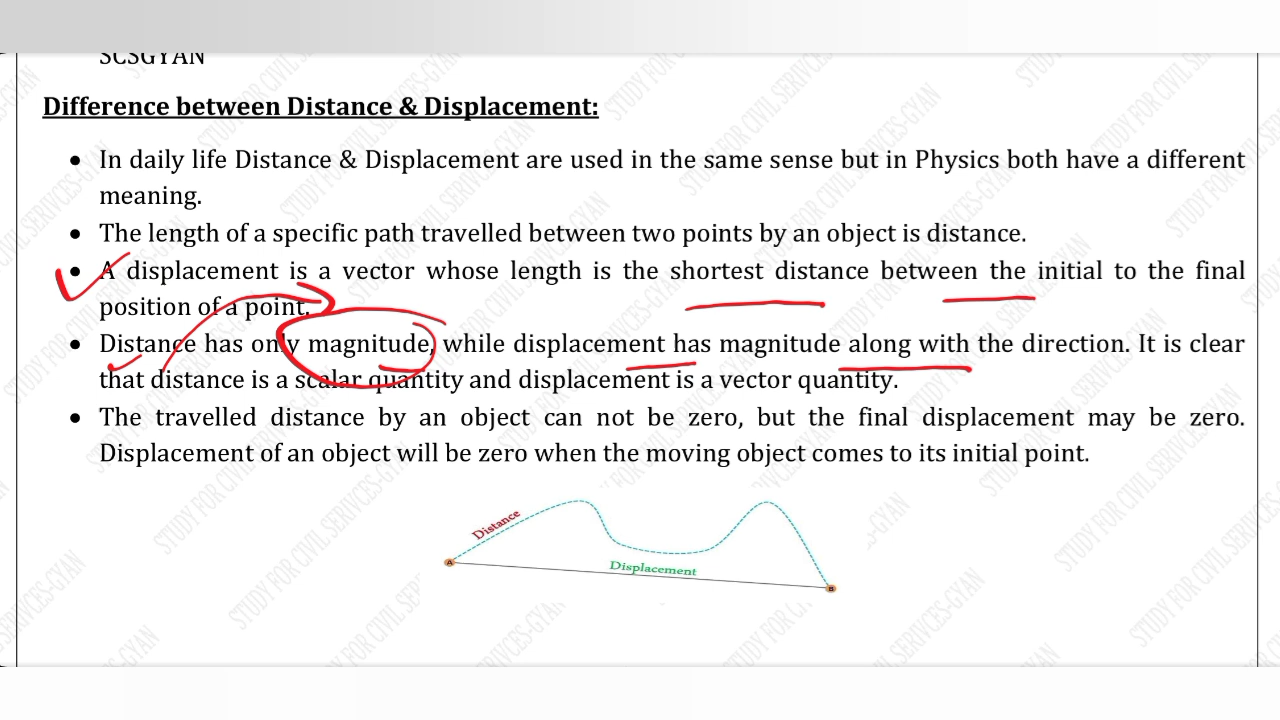 SCSGYAN
Difference between Distance & Displacement:
• In daily life Distance & Displacement are used in the same sense but in Physics both have a different
meaning.
• The length of a specific path travelled between two points by an object is distance.
• A displacement is a vector whose length is the shortest distance between the initial to the final
position of a point.
• Distance has only magnitude, while displacement has magnitude along with the direction. It is clear
that distance is a scalar quantity and displacement is a vector quantity.
• The travelled distance by an object can not be zero, but the final displacement may be zero.
Displacement of an object will be zero when the moving object comes to its initial point.
Distance
A
Displacement
B
STUDY FOR CIVIL SERIVCES-GYAN